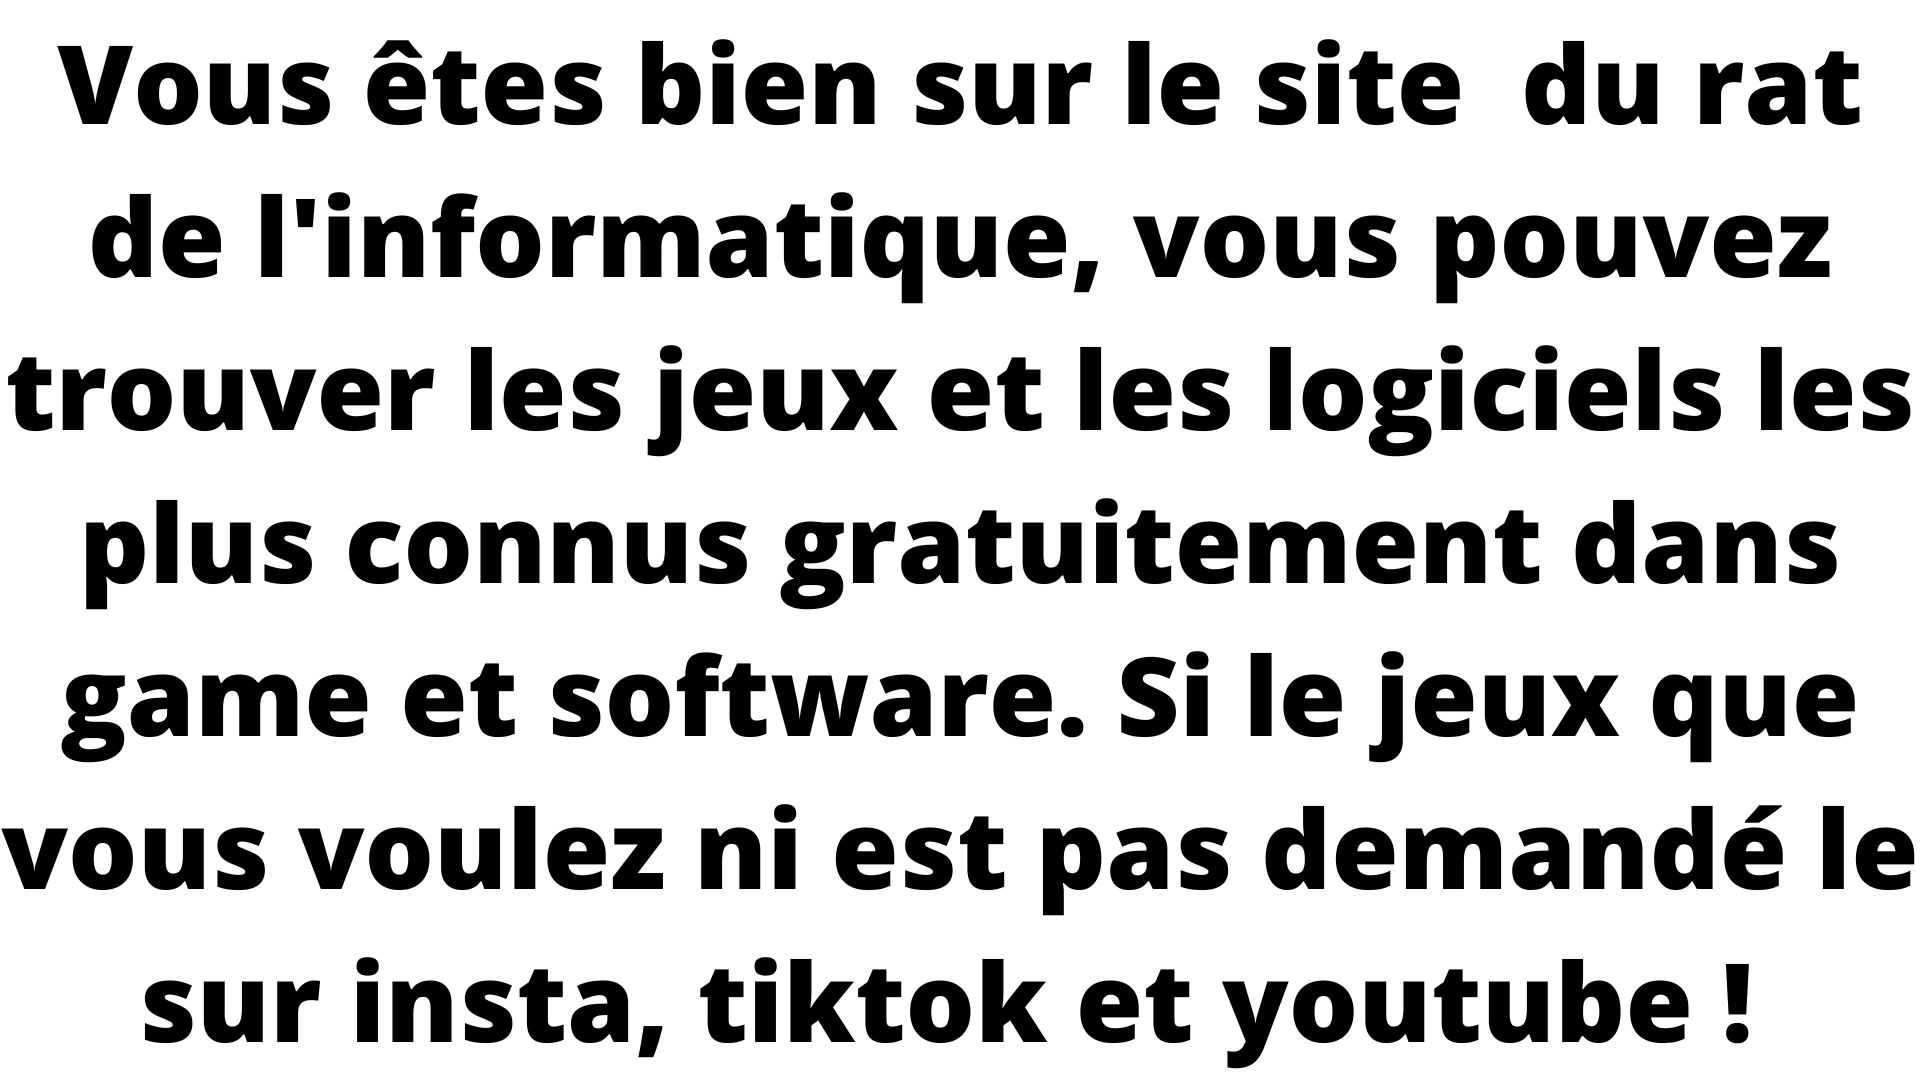 Vous êtes bien sur le site  du rat
de l'informatique, vous pouvez
trouver les jeux et les logiciels les
plus connus gratuitement dans
game et software. Si le jeux que
vous voulez ni est pas demandé le
sur insta, tiktok et youtube !